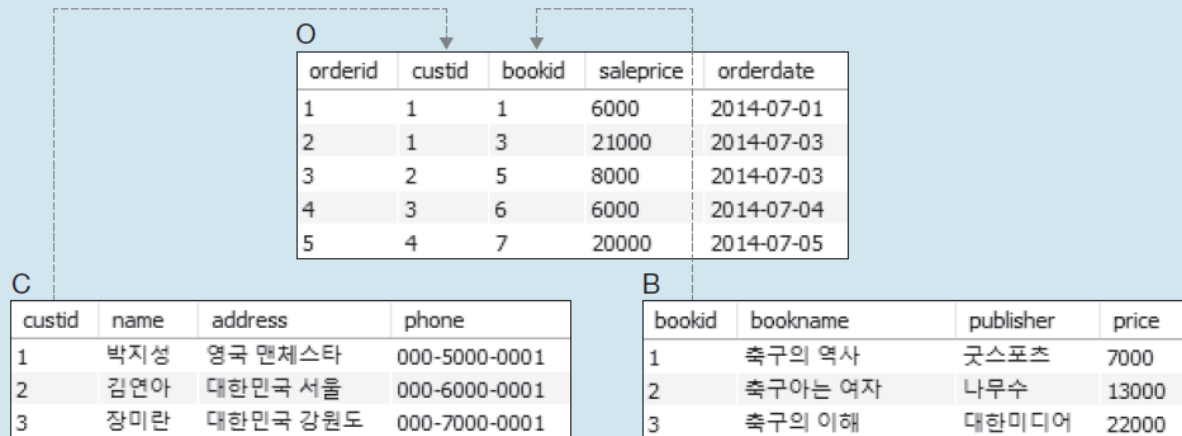 O
orderid custid bookid saleprice orderdate
1 1 1 6000 2014-07-01
2 1 3 21000 2014-07-03
3 2 5 8000 2014-07-03
4 3 6 6000 2014-07-04
5 4 7 20000 2014-07-05
C
custid name address phone
1 박지성 영국 맨체스타 000-5000-0001
2 김연아 대한민국 서울 000-6000-0001
3 장미란 대한민국 강원도 000-7000-0001
B
bookid bookname publisher price
1 축구의 역사 굿스포츠 7000
2 축구아는 여자 나무수 13000
3 축구의 이해 대한미디어 22000